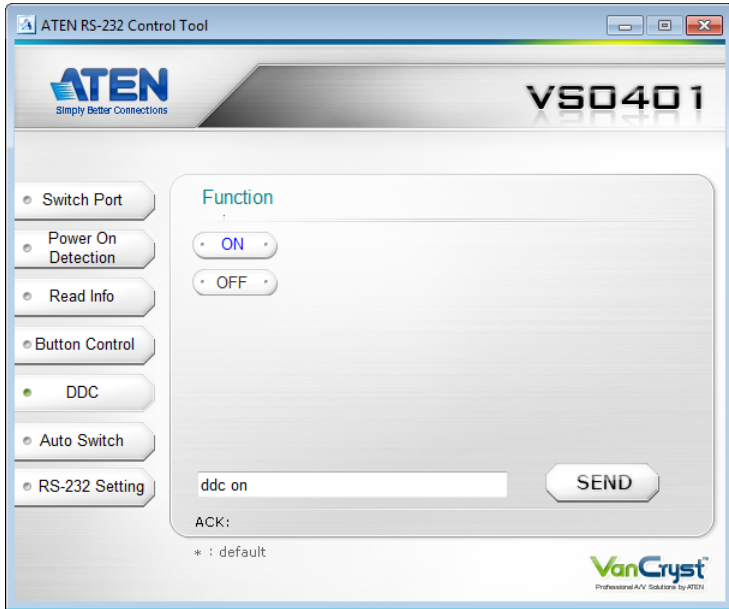 ATEN RS-232 Control Tool
ATEN
Simply Better Connections
VS0401
Switch Port
Power On
Detection
Read Info
Button Control
DDC
Auto Switch
RS-232 Setting
Function
ON
OFF
ddc on
SEND
ACK:
* : default
VanCryst™
Professional A/V Solutions by ATEN